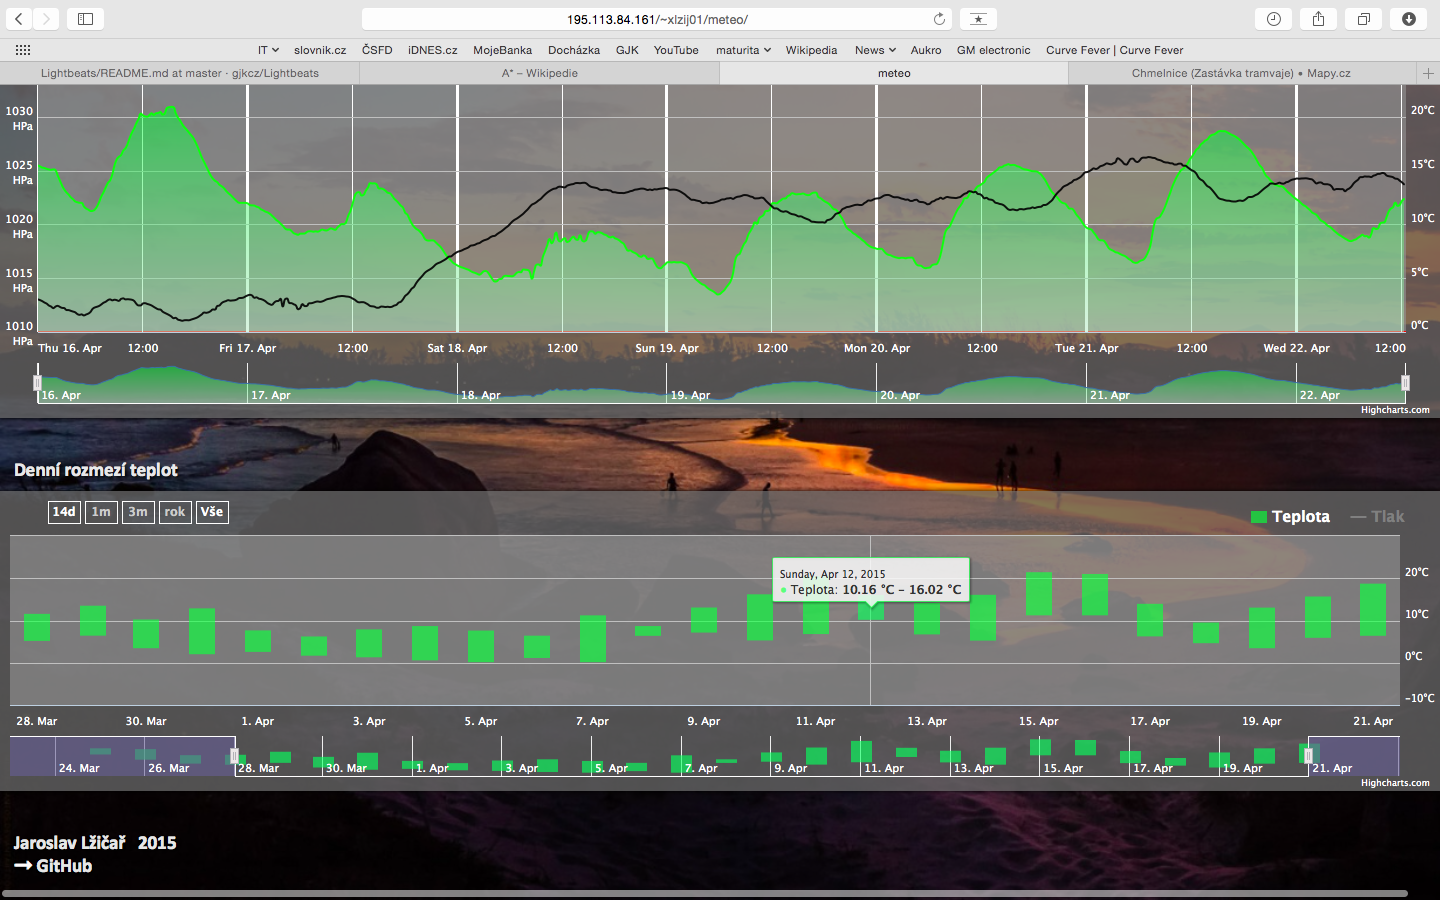 195.113.84.161/~xlzij01/meteo/
IT slovnik.cz ČSFD iDNES.cz MojeBanka Docházka GJK YouTube maturita Wikipedia News Aukro GM electronic Curve Fever | Curve Fever
Lightbeats/README.md at master · gjkcz/Lightbeats A* – Wikipedie meteo Chmelnice (Zastávka tramvaje) • Mapy.cz
1030 HPa 20°C
1025 HPa 15°C
1020 HPa 10°C
1015 HPa 5°C
1010 HPa 0°C
Thu 16. Apr 12:00 Fri 17. Apr 12:00 Sat 18. Apr 12:00 Sun 19. Apr 12:00 Mon 20. Apr 12:00 Tue 21. Apr 12:00 Wed 22. Apr 12:00
16. Apr 17. Apr 18. Apr 19. Apr 20. Apr 21. Apr 22. Apr
Highcharts.com
Denní rozmezí teplot
14d 1m 3m rok Vše
Teplota Tlak
Sunday, Apr 12, 2015
Teplota: 10.16 °C – 16.02 °C
20°C
10°C
0°C
-10°C
28. Mar 30. Mar 1. Apr 3. Apr 5. Apr 7. Apr 9. Apr 11. Apr 13. Apr 15. Apr 17. Apr 19. Apr 21. Apr
24. Mar 26. Mar 28. Mar 30. Mar 1. Apr 3. Apr 5. Apr 7. Apr 9. Apr 11. Apr 13. Apr 15. Apr 17. Apr 19. Apr 21. Apr
Highcharts.com
Jaroslav Lžičař 2015
→ GitHub